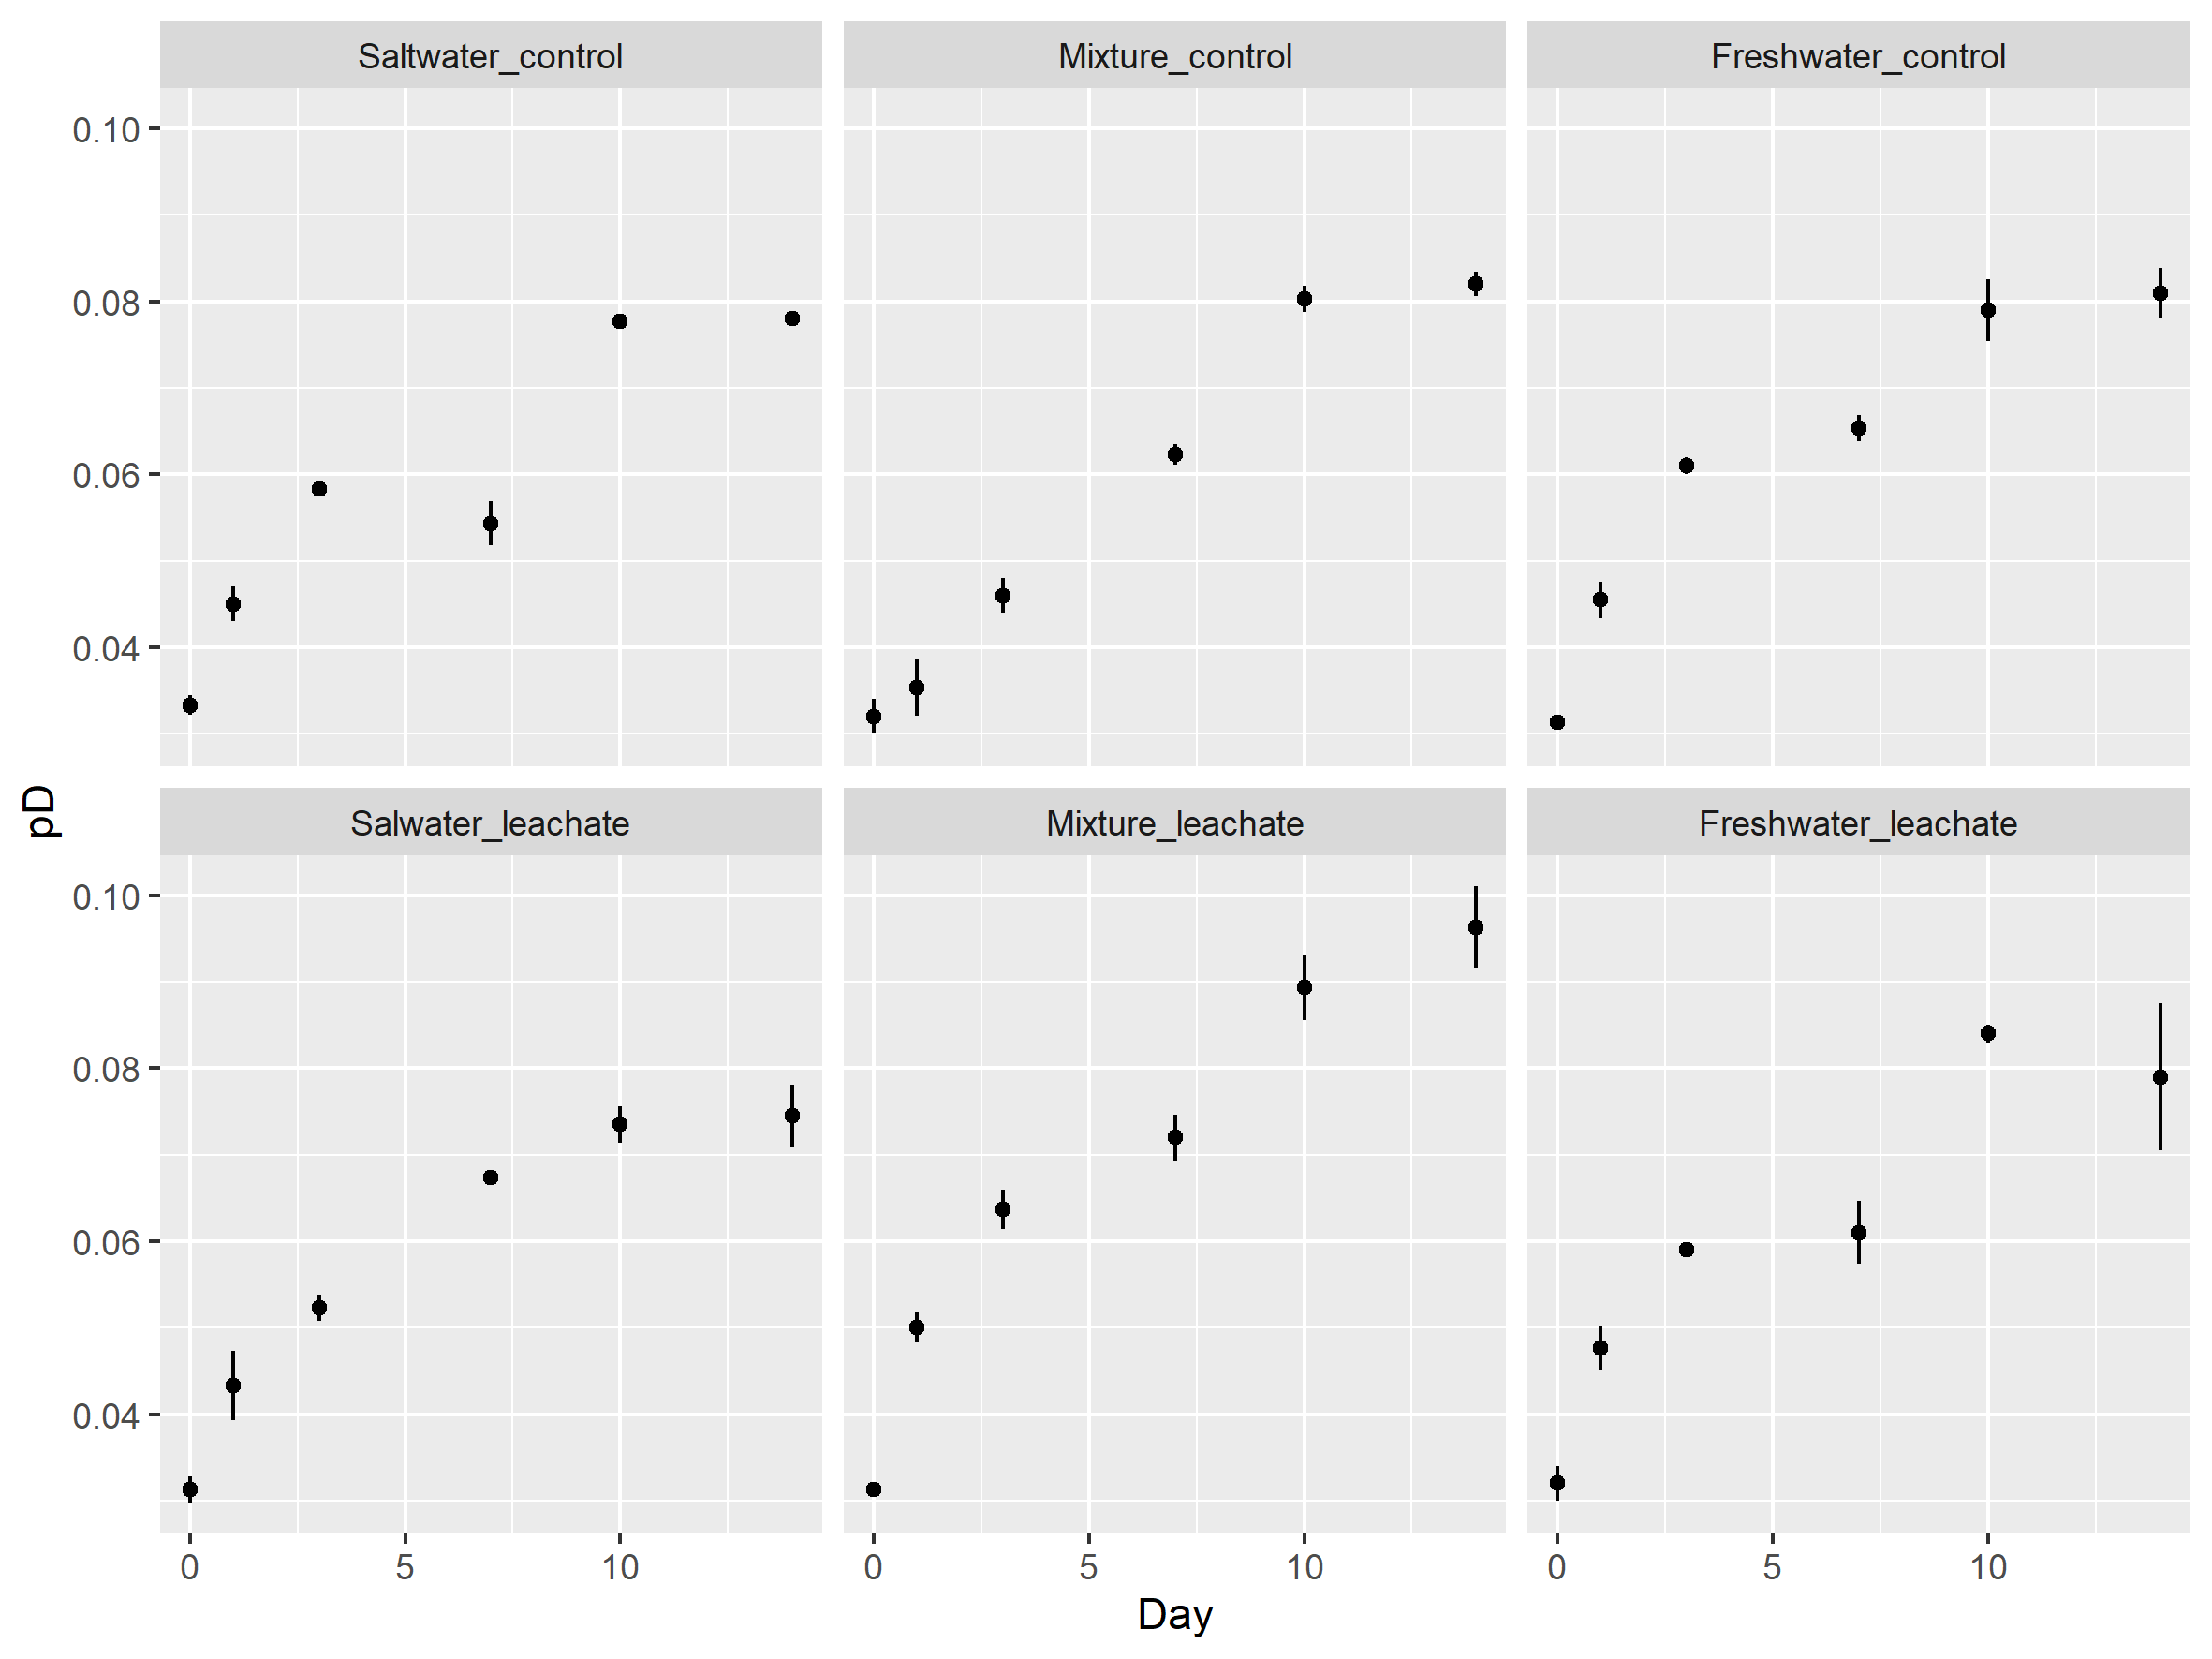 Saltwater_control Mixture_control Freshwater_control
0.10
0.08
0.06
0.04
pD
Salwater_leachate Mixture_leachate Freshwater_leachate
0.10
0.08
0.06
0.04
0 5 10 0 5 10 0 5 10
Day